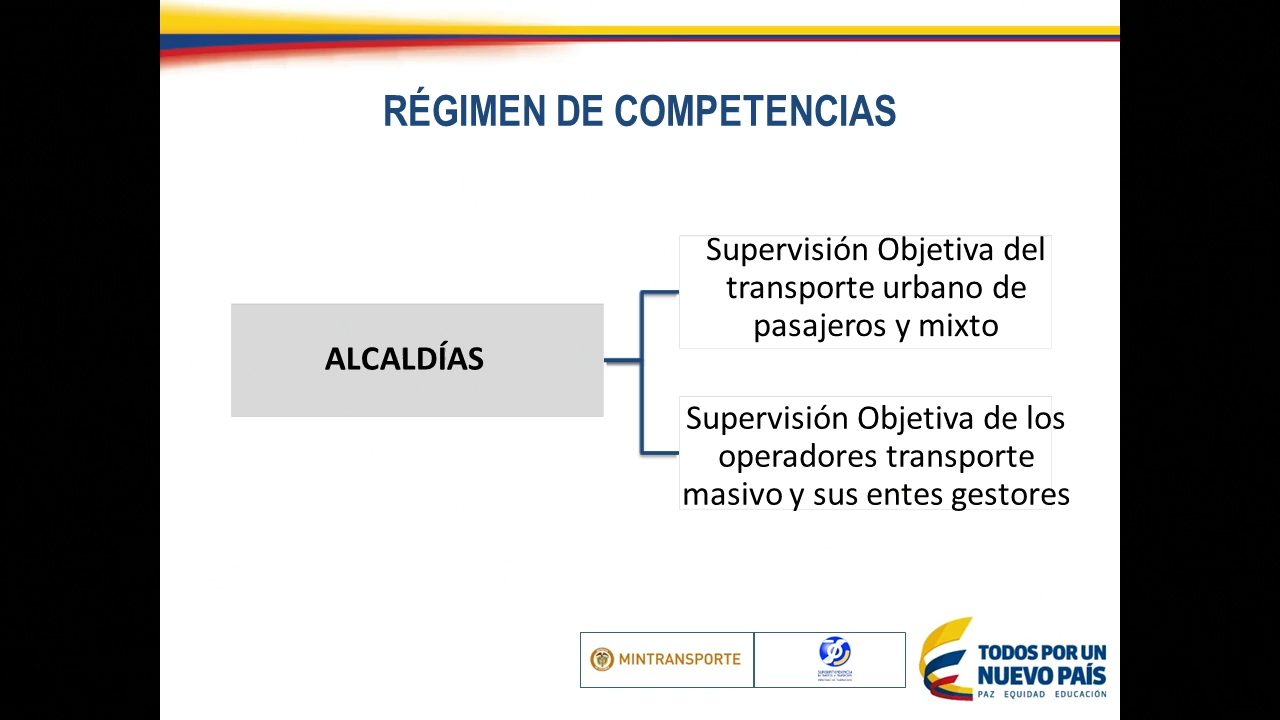 RÉGIMEN DE COMPETENCIAS
Supervisión Objetiva del
transporte urbano de
pasajeros y mixto
ALCALDÍAS
Supervisión Objetiva de los
operadores transporte
masivo y sus entes gestores
MINTRANSPORTE
TODOS POR UN
NUEVO PAÍS
PAZ EQUIDAD EDUCACIÓN